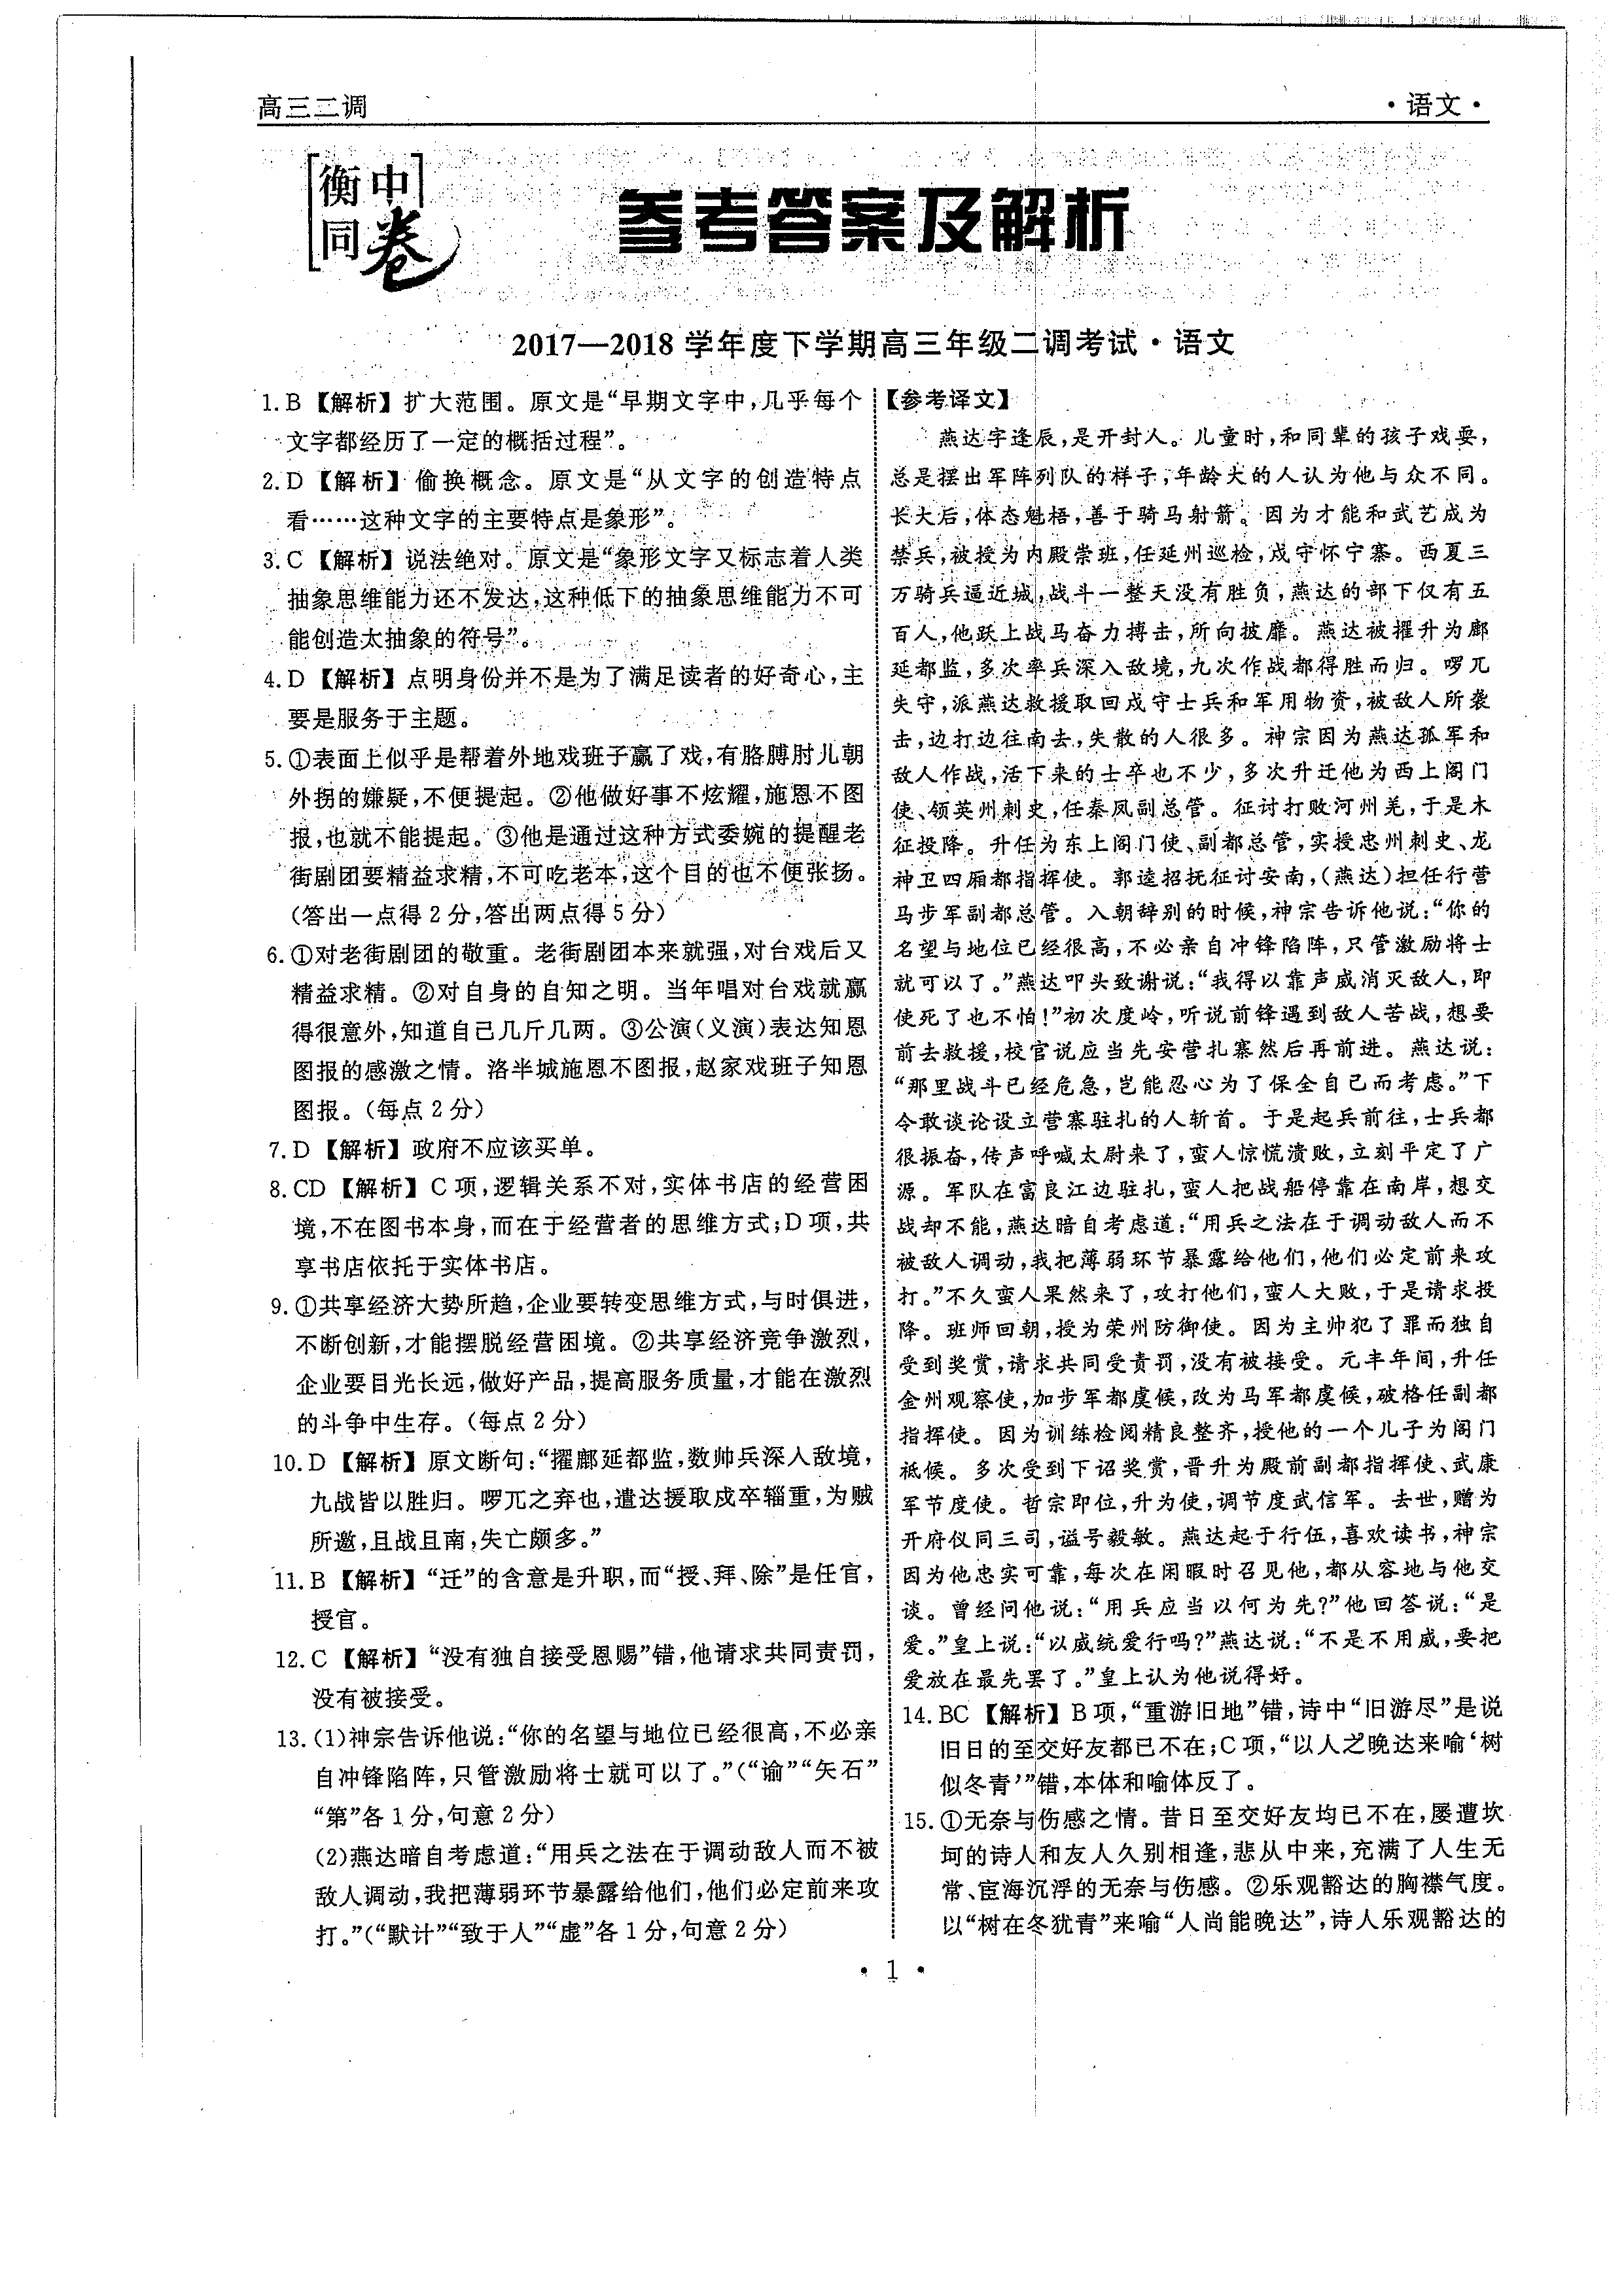 高三二调
·语文·
衡中
同卷
参考答案及解析
2017—2018 学年度下学期高三年级二调考试·语文
1.B【解析】扩大范围。原文是“早期文字中,几乎每个
文字都经历了一定的概括过程”。
2.D【解析】偷换概念。原文是“从文字的创造特点
看……这种文字的主要特点是象形”。
3.C【解析】说法绝对。原文是“象形文字又标志着人类
抽象思维能力还不发达,这种低下的抽象思维能力不可
能创造太抽象的符号”。
4.D【解析】点明身份并不是为了满足读者的好奇心,主
要是服务于主题。
5.①表面上似乎是帮着外地戏班子赢了戏,有胳膊肘儿朝
外拐的嫌疑,不便提起。②他做好事不炫耀,施恩不图
报,也就不能提起。③他是通过这种方式委婉的提醒老
街剧团要精益求精,不可吃老本,这个目的也不便张扬。
(答出一点得2分,答出两点得5分)
6.①对老街剧团的敬重。老街剧团本来就强,对台戏后又
精益求精。②对自身的自知之明。当年唱对台戏就赢
得很意外,知道自己几斤几两。③公演(义演)表达知恩
图报的感激之情。洛半城施恩不图报,赵家戏班子知恩
图报。(每点2分)
7.D【解析】政府不应该买单。
8.CD【解析】C项,逻辑关系不对,实体书店的经营困
境,不在图书本身,而在于经营者的思维方式;D项,共
享书店依托于实体书店。
9.①共享经济大势所趋,企业要转变思维方式,与时俱进,
不断创新,才能摆脱经营困境。②共享经济竞争激烈,
企业要目光长远,做好产品,提高服务质量,才能在激烈
的斗争中生存。(每点2分)
10.D【解析】原文断句:“擢鄜延都监,数帅兵深入敌境,
九战皆以胜归。啰兀之弃也,遣达援取戍卒辎重,为贼
所邀,且战且南,失亡颇多。”
11.B【解析】“迁”的含意是升职,而“授、拜、除”是任官,
授官。
12.C【解析】“没有独自接受恩赐”错,他请求共同责罚,
没有被接受。
13.(1)神宗告诉他说:“你的名望与地位已经很高,不必亲
自冲锋陷阵,只管激励将士就可以了。”(“谕”“矢石”
“第”各1分,句意2分)
(2)燕达暗自考虑道:“用兵之法在于调动敌人而不被
敌人调动,我把薄弱环节暴露给他们,他们必定前来攻
打。”(“默计”“致于人”“虚”各1分,句意2分)
【参考译文】
燕达字逢辰,是开封人。儿童时,和同辈的孩子戏耍,
总是摆出军阵列队的样子,年龄大的人认为他与众不同。
长大后,体态魁梧,善于骑马射箭。因为才能和武艺成为
禁兵,被授为内殿崇班,任延州巡检,戍守怀宁寨。西夏三
万骑兵逼近城,战斗一整天没有胜负,燕达的部下仅有五
百人,他跃上战马奋力搏击,所向披靡。燕达被擢升为鄜
延都监,多次率兵深入敌境,九次作战都得胜而归。啰兀
失守,派燕达救援取回戍守士兵和军用物资,被敌人所袭
击,边打边往南去,失散的人很多。神宗因为燕达孤军和
敌人作战,活下来的士卒也不少,多次升迁他为西上阁门
使、领英州刺史,任秦凤副总管。征讨打败河州羌,于是木
征投降。升任为东上阁门使、副都总管,实授忠州刺史、龙
神卫四厢都指挥使。郭逵招抚征讨安南,(燕达)担任行营
马步军副都总管。入朝辞别的时候,神宗告诉他说:“你的
名望与地位已经很高,不必亲自冲锋陷阵,只管激励将士
就可以了。”燕达叩头致谢说:“我得以靠声威消灭敌人,即
使死了也不怕!”初次度岭,听说前锋遇到敌人苦战,想要
前去救援,校官说应当先安营扎寨然后再前进。燕达说:
“那里战斗已经危急,岂能忍心为了保全自己而考虑。”下
令敢谈论设立营寨驻扎的人斩首。于是起兵前往,士兵都
很振奋,传声呼喊太尉来了,蛮人惊慌溃败,立刻平定了广
源。军队在富良江边驻扎,蛮人把战船停靠在南岸,想交
战却不能,燕达暗自考虑道:“用兵之法在于调动敌人而不
被敌人调动,我把薄弱环节暴露给他们,他们必定前来攻
打。”不久蛮人果然来了,攻打他们,蛮人大败,于是请求投
降。班师回朝,授为荣州防御使。因为主帅犯了罪而独自
受到奖赏,请求共同受责罚,没有被接受。元丰年间,升任
金州观察使,加步军都虞候,改为马军都虞候,破格任副都
指挥使。因为训练检阅精良整齐,授他的一个儿子为阁门
祗候。多次受到下诏奖赏,晋升为殿前副都指挥使、武康
军节度使。哲宗即位,升为使,调节度武信军。去世,赠为
开府仪同三司,谥号毅敏。燕达起于行伍,喜欢读书,神宗
因为他忠实可靠,每次在闲暇时召见他,都从容地与他交
谈。曾经问他说:“用兵应当以何为先?”他回答说:“是
爱。”皇上说:“以威统爱行吗?”燕达说:“不是不用威,要把
爱放在最先罢了。”皇上认为他说得好。
14.BC【解析】B项,“重游旧地”错,诗中“旧游尽”是说
旧日的至交好友都已不在;C项,“以人之晚达来喻‘树
似冬青’”错,本体和喻体反了。
15.①无奈与伤感之情。昔日至交好友均已不在,屡遭坎
坷的诗人和友人久别相逢,悲从中来,充满了人生无
常、宦海沉浮的无奈与伤感。②乐观豁达的胸襟气度。
以“树在冬犹青”来喻“人尚能晚达”,诗人乐观豁达的
·1·